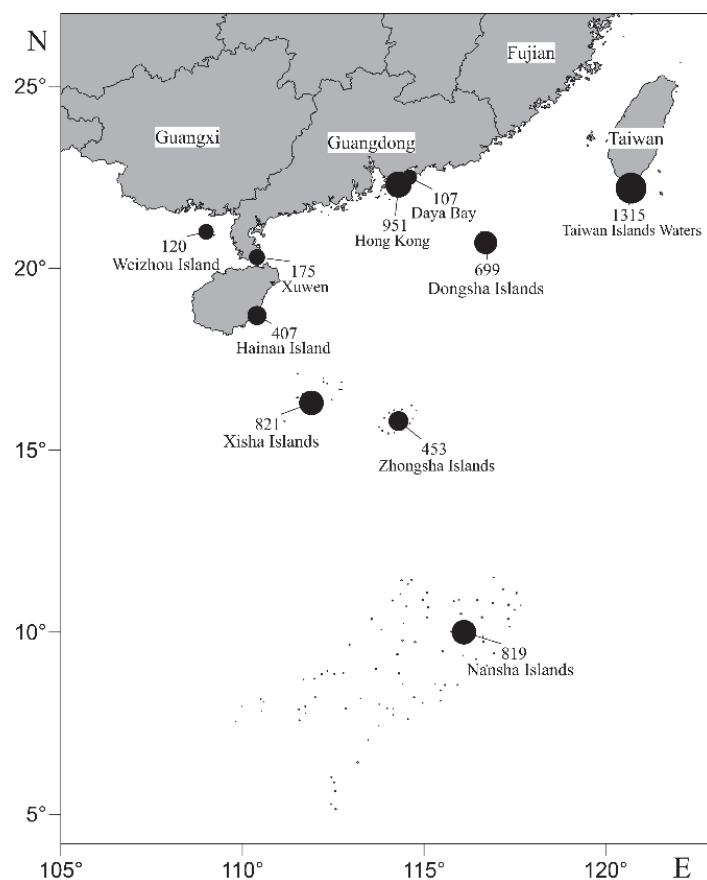 N
Fujian
25°
Guangxi
Guangdong
Taiwan
107
Daya Bay
951
Hong Kong
1315
Taiwan Islands Waters
120
Weizhou Island
20°
175
Xuwen
699
Dongsha Islands
407
Hainan Island
821
Xisha Islands
15°
453
Zhongsha Islands
10°
819
Nansha Islands
5°
105°
110°
115°
120°
E